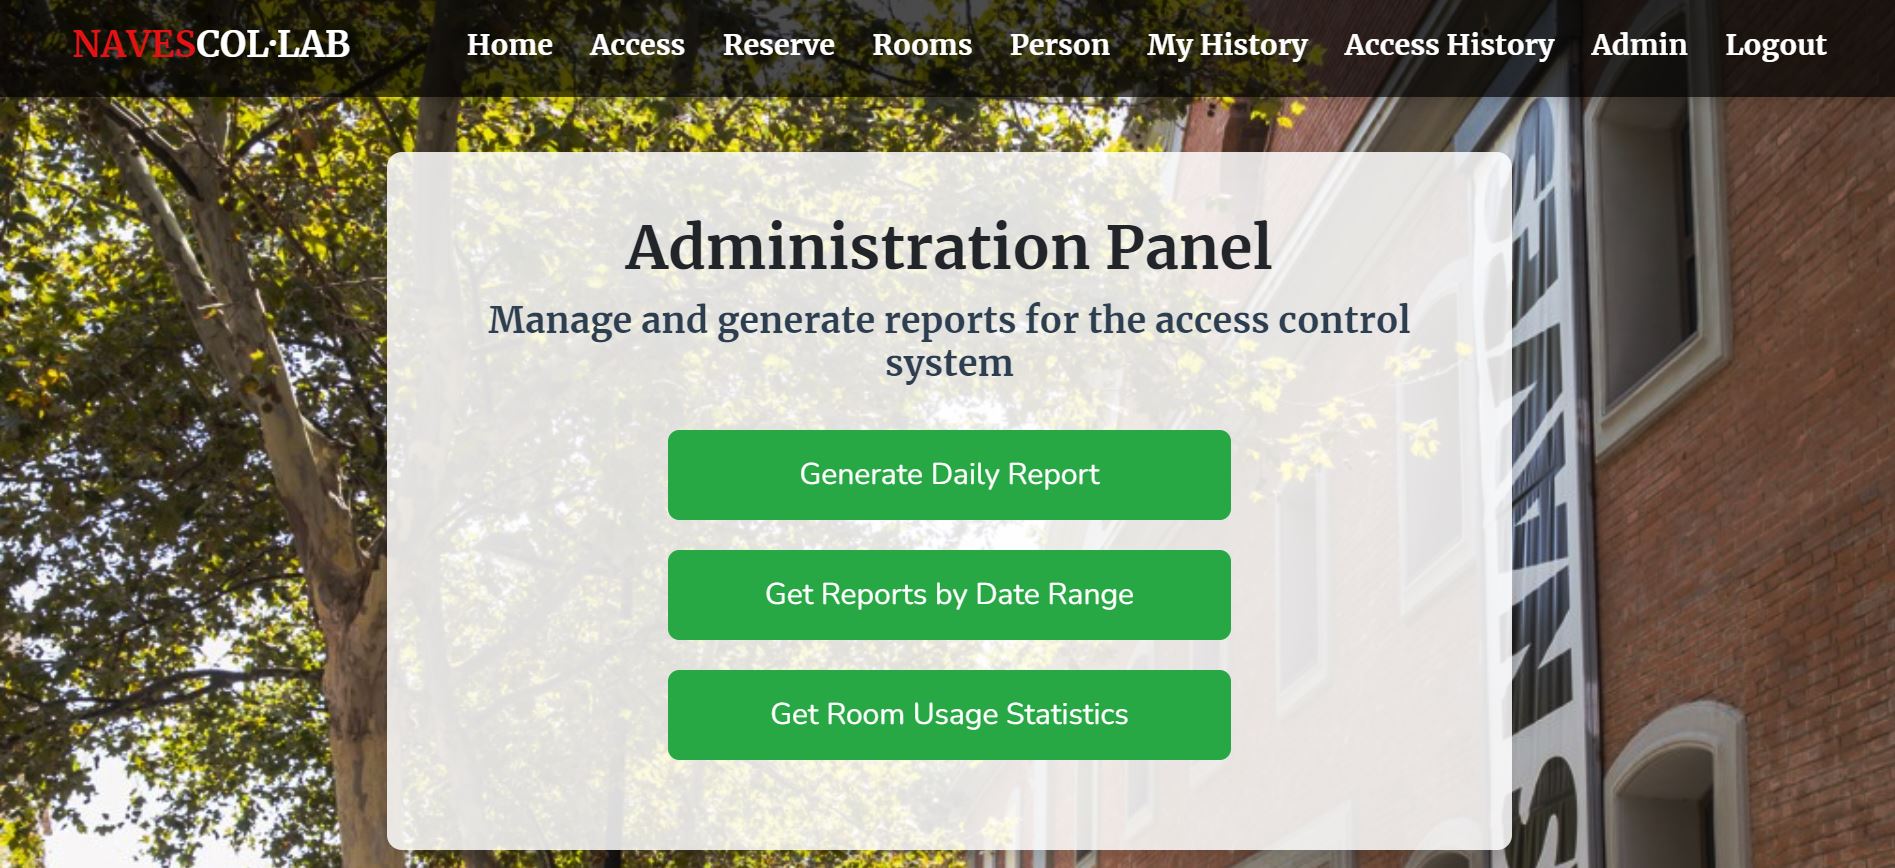 NAVESCOL·LAB
Home Access Reserve Rooms Person My History Access History Admin Logout
Administration Panel
Manage and generate reports for the access control
system
Generate Daily Report
Get Reports by Date Range
Get Room Usage Statistics